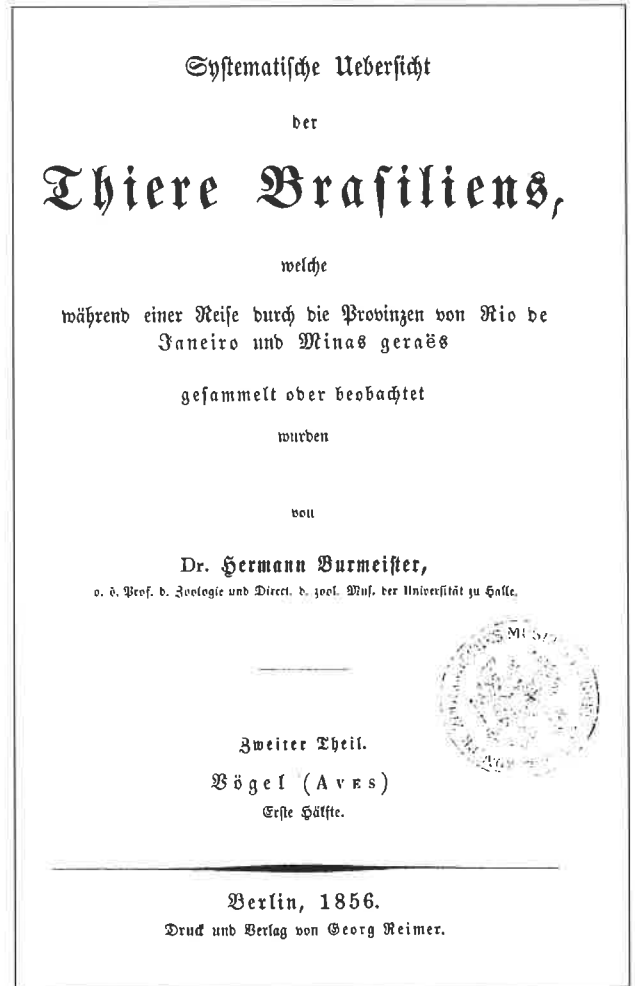 Systematische Uebersicht
der
Thiere Brasiliens,
welche
während einer Reise durch die Provinzen von Rio de
Janeiro und Minas geraës
gesammelt oder beobachtet
wurden
von
Dr. Hermann Burmeister,
o. ö. Prof. d. Zoologie und Direct. d. zool. Mus. der Universität zu Halle.
Zweiter Theil.
Vögel (Aves)
Erste Hälfte.
Berlin, 1856.
Druck und Verlag von Georg Reimer.